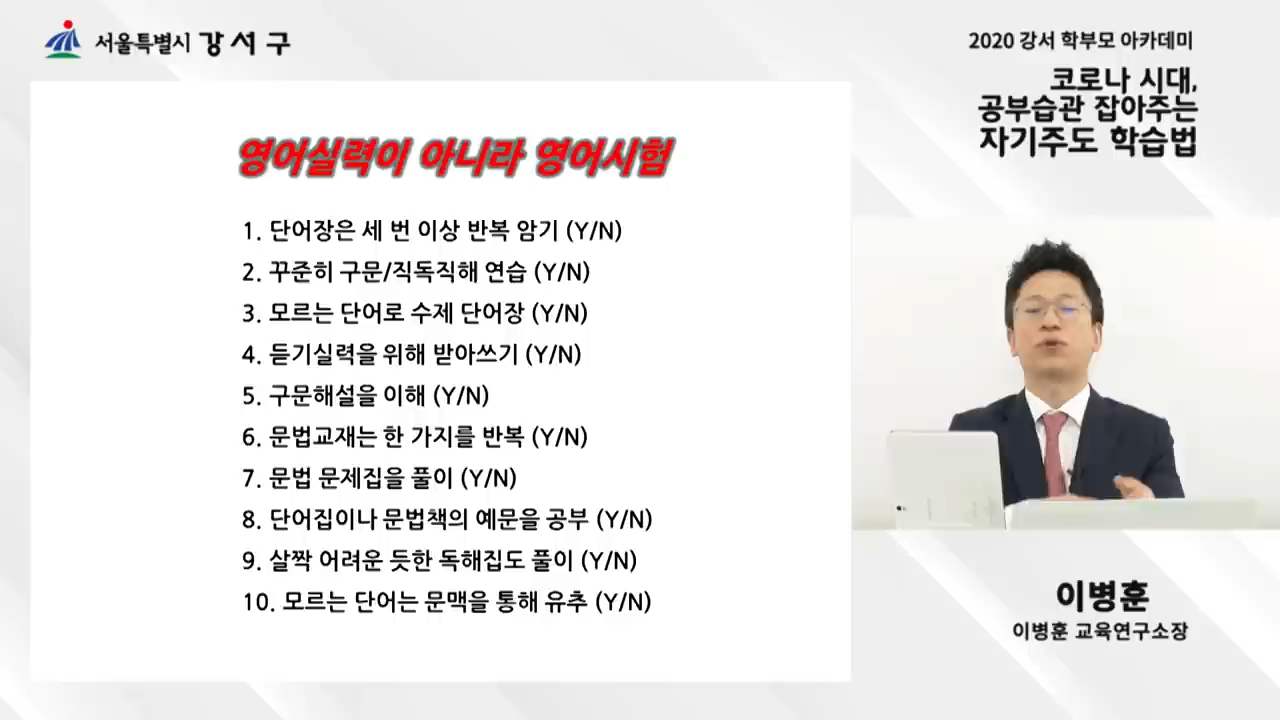 서울특별시 강서구
2020 강서 학부모 아카데미
코로나 시대,
공부습관 잡아주는
자기주도 학습법
영어실력이 아니라 영어시험
1. 단어장은 세 번 이상 반복 암기 (Y/N)
2. 꾸준히 구문/직독직해 연습 (Y/N)
3. 모르는 단어로 수제 단어장 (Y/N)
4. 듣기실력을 위해 받아쓰기 (Y/N)
5. 구문해설을 이해 (Y/N)
6. 문법교재는 한 가지를 반복 (Y/N)
7. 문법 문제집을 풀이 (Y/N)
8. 단어집이나 문법책의 예문을 공부 (Y/N)
9. 살짝 어려운 듯한 독해집도 풀이 (Y/N)
10. 모르는 단어는 문맥을 통해 유추 (Y/N)
이병훈
이병훈 교육연구소장